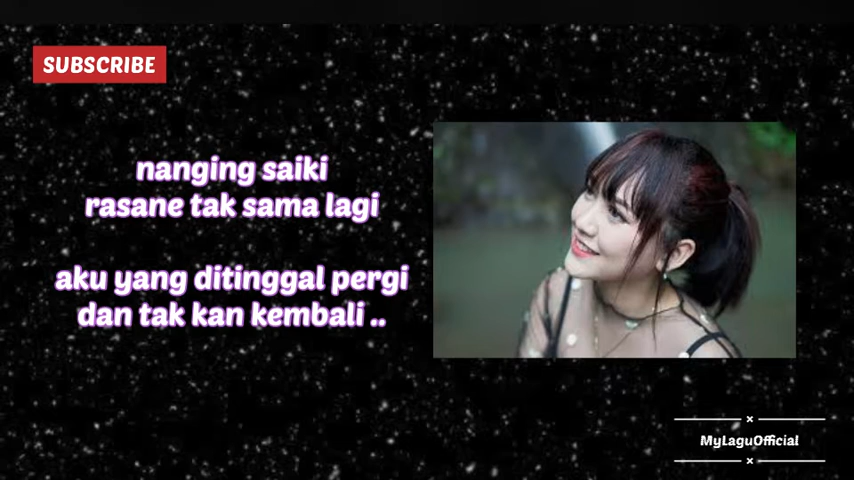 SUBSCRIBE
nanging saiki
rasane tak sama lagi
aku yang ditinggal pergi
dan tak kan kembali ..
MyLaguOfficial